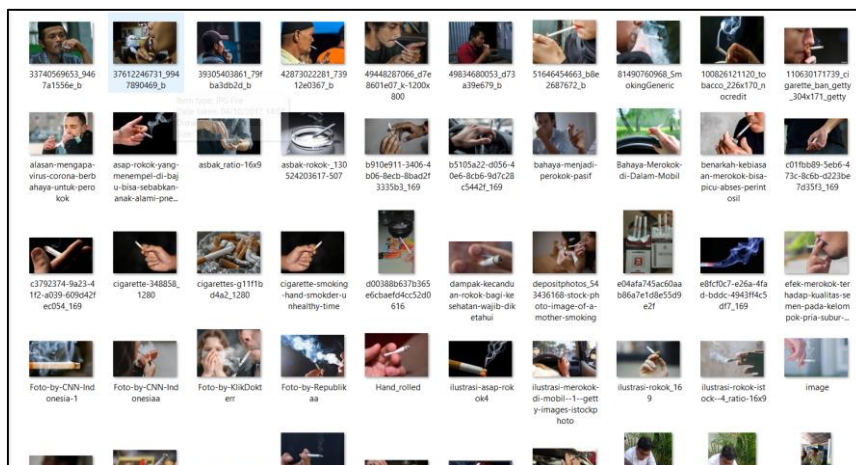 33740569653_946
7a1556e_b
37612246731_994
7890469_b
39305403861_79f
ba3db2d_b
42873022281_739
12e0367_b
49448287066_d7e
8601e07_k-1200x
800
49834680053_d73
a39e679_b
51646454663_b8e
2687672_b
81490760968_Sm
okingGeneric
100826121120_to
bacco_226x170_n
ocredit
110630171739_ci
garette_ban_getty
_304x171_getty
Item type: JPG File
alasan-mengapa-
virus-corona-berb
ahaya-untuk-pero
kok
asap-rokok-yang-
menempel-di-baj
u-bisa-sebabkan-
anak-alami-pne...
asbak_ratio-16x9
asbak-rokok-_130
524203617-507
b910e911-3406-4
b06-8ecb-8bad2f
3335b3_169
b5105a22-d056-4
0e6-8cb6-9d7c28
c5442f_169
bahaya-menjadi-
perokok-pasif
Bahaya-Merokok-
di-Dalam-Mobil
benarkah-kebiasa
an-merokok-bisa-
picu-abses-perint
osil
c01fbb89-5eb6-4
73c-8c6b-d223be
7d35f3_169
c3792374-9a23-4
1f2-a039-609d42f
ec054_169
cigarette-348858_
1280
cigarettes-g11f1b
d4a2_1280
cigarette-smoking
-hand-smokder-u
nhealthy-time
d00388b637b365
e6cbaefd4cc52d0
616
dampak-kecandu
an-rokok-bagi-ke
sehatan-wajib-dik
etahui
depositphotos_54
3436168-stock-ph
oto-image-of-a-
mother-smoking
e04afa745ac60aa
b86a7e1d8e55d9
e2f
e8fcf0c7-e26a-4fa
d-bddc-4943ff4c5
df7_169
efek-merokok-ter
hadap-kualitas-se
men-pada-kelom
pok-pria-subur-...
Foto-by-CNN-Ind
onesia-1
Foto-by-CNN-Ind
onesiaa
Foto-by-KlikDokt
err
Foto-by-Republik
aa
Hand_rolled
ilustrasi-asap-rok
ok4
ilustrasi-merokok-
di-mobil--1--gett
y-images-istockp
hoto
ilustrasi-rokok_16
9
ilustrasi-rokok-ist
ock--4_ratio-16x9
image